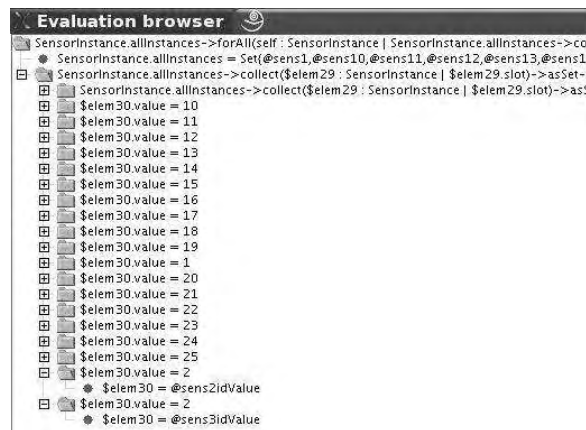 Evaluation browser
SensorInstance.allInstances->forAll(self : SensorInstance | SensorInstance.allInstances->co
SensorInstance.allInstances = Set(@sens1,@sens10,@sens11,@sens12,@sens13,@sens1
SensorInstance.allInstances->collect($elem29 : SensorInstance | $elem29.slot)->asSet-
SensorInstance.allInstances->collect($elem29 : SensorInstance | $elem29.slot)->asS
$elem30.value = 10
$elem30.value = 11
$elem30.value = 12
$elem30.value = 13
$elem30.value = 14
$elem30.value = 15
$elem30.value = 16
$elem30.value = 17
$elem30.value = 18
$elem30.value = 19
$elem30.value = 1
$elem30.value = 20
$elem30.value = 21
$elem30.value = 22
$elem30.value = 23
$elem30.value = 24
$elem30.value = 25
$elem30.value = 2
$elem30 = @sens2idValue
$elem30.value = 2
$elem30 = @sens3idValue